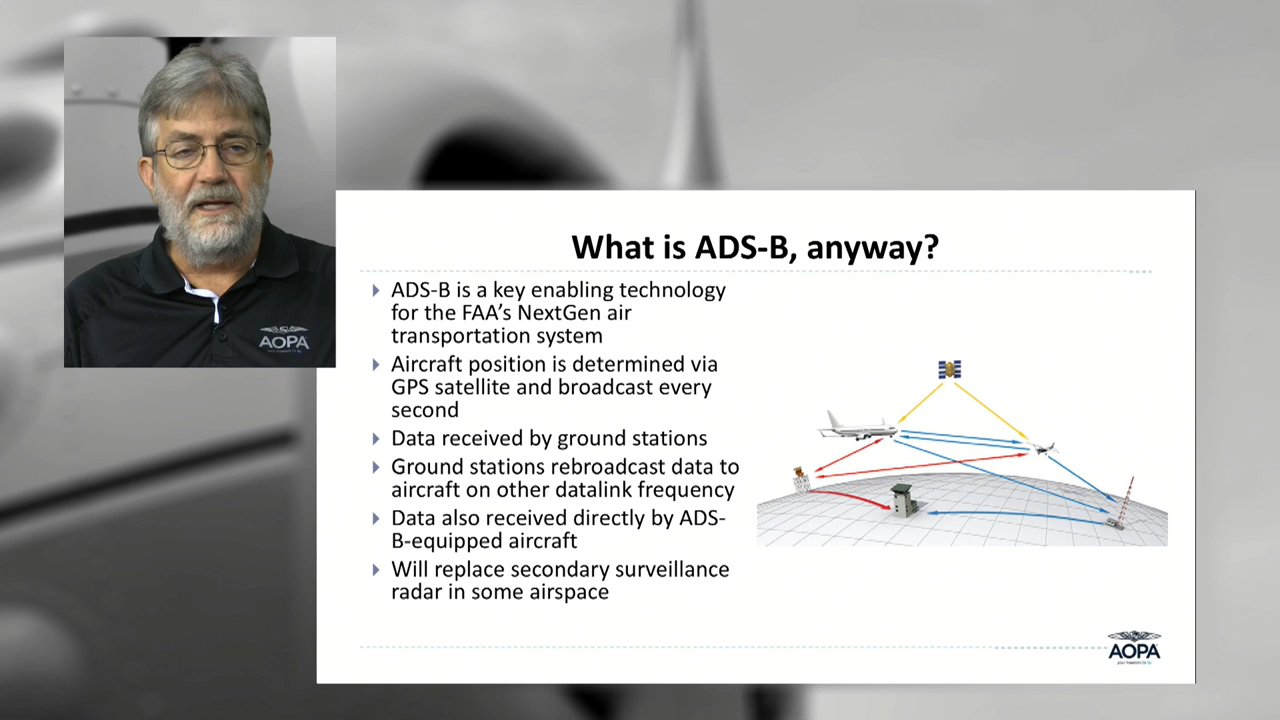 AOPA
What is ADS-B, anyway?
ADS-B is a key enabling technology
for the FAA's NextGen air
transportation system
Aircraft position is determined via
GPS satellite and broadcast every
second
Data received by ground stations
Ground stations rebroadcast data to
aircraft on other datalink frequency
Data also received directly by ADS-
B-equipped aircraft
Will replace secondary surveillance
radar in some airspace
AOPA